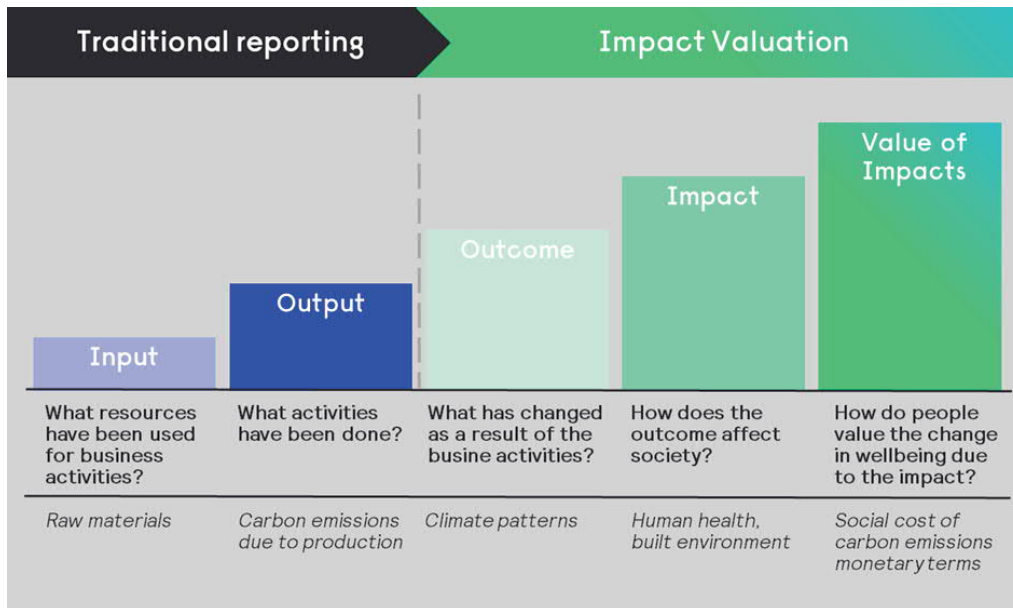 Traditional reporting
Impact Valuation
Input
Output
Outcome
Impact
Value of
Impacts
What resources
have been used
for business
activities?
What activities
have been done?
What has changed
as a result of the
busine activities?
How does the
outcome affect
society?
How do people
value the change
in wellbeing due
to the impact?
Raw materials
Carbon emissions
due to production
Climate patterns
Human health,
built environment
Social cost of
carbon emissions
monetary terms